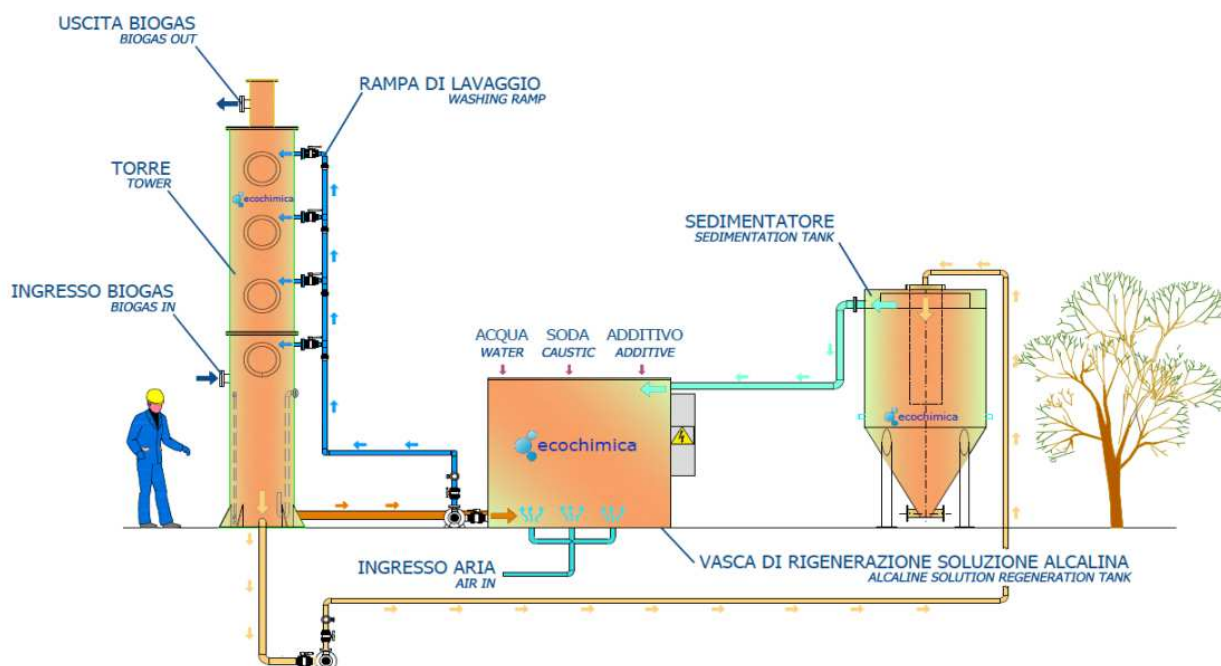 USCITA BIOGAS
BIOGAS OUT
RAMPA DI LAVAGGIO
WASHING RAMP
TORRE
TOWER
ecochimica
SEDIMENTATORE
SEDIMENTATION TANK
INGRESSO BIOGAS
BIOGAS IN
ACQUA
WATER
SODA
CAUSTIC
ADDITIVO
ADDITIVE
ecochimica
ecochimica
INGRESSO ARIA
AIR IN
VASCA DI RIGENERAZIONE SOLUZIONE ALCALINA
ALCALINE SOLUTION REGENERATION TANK